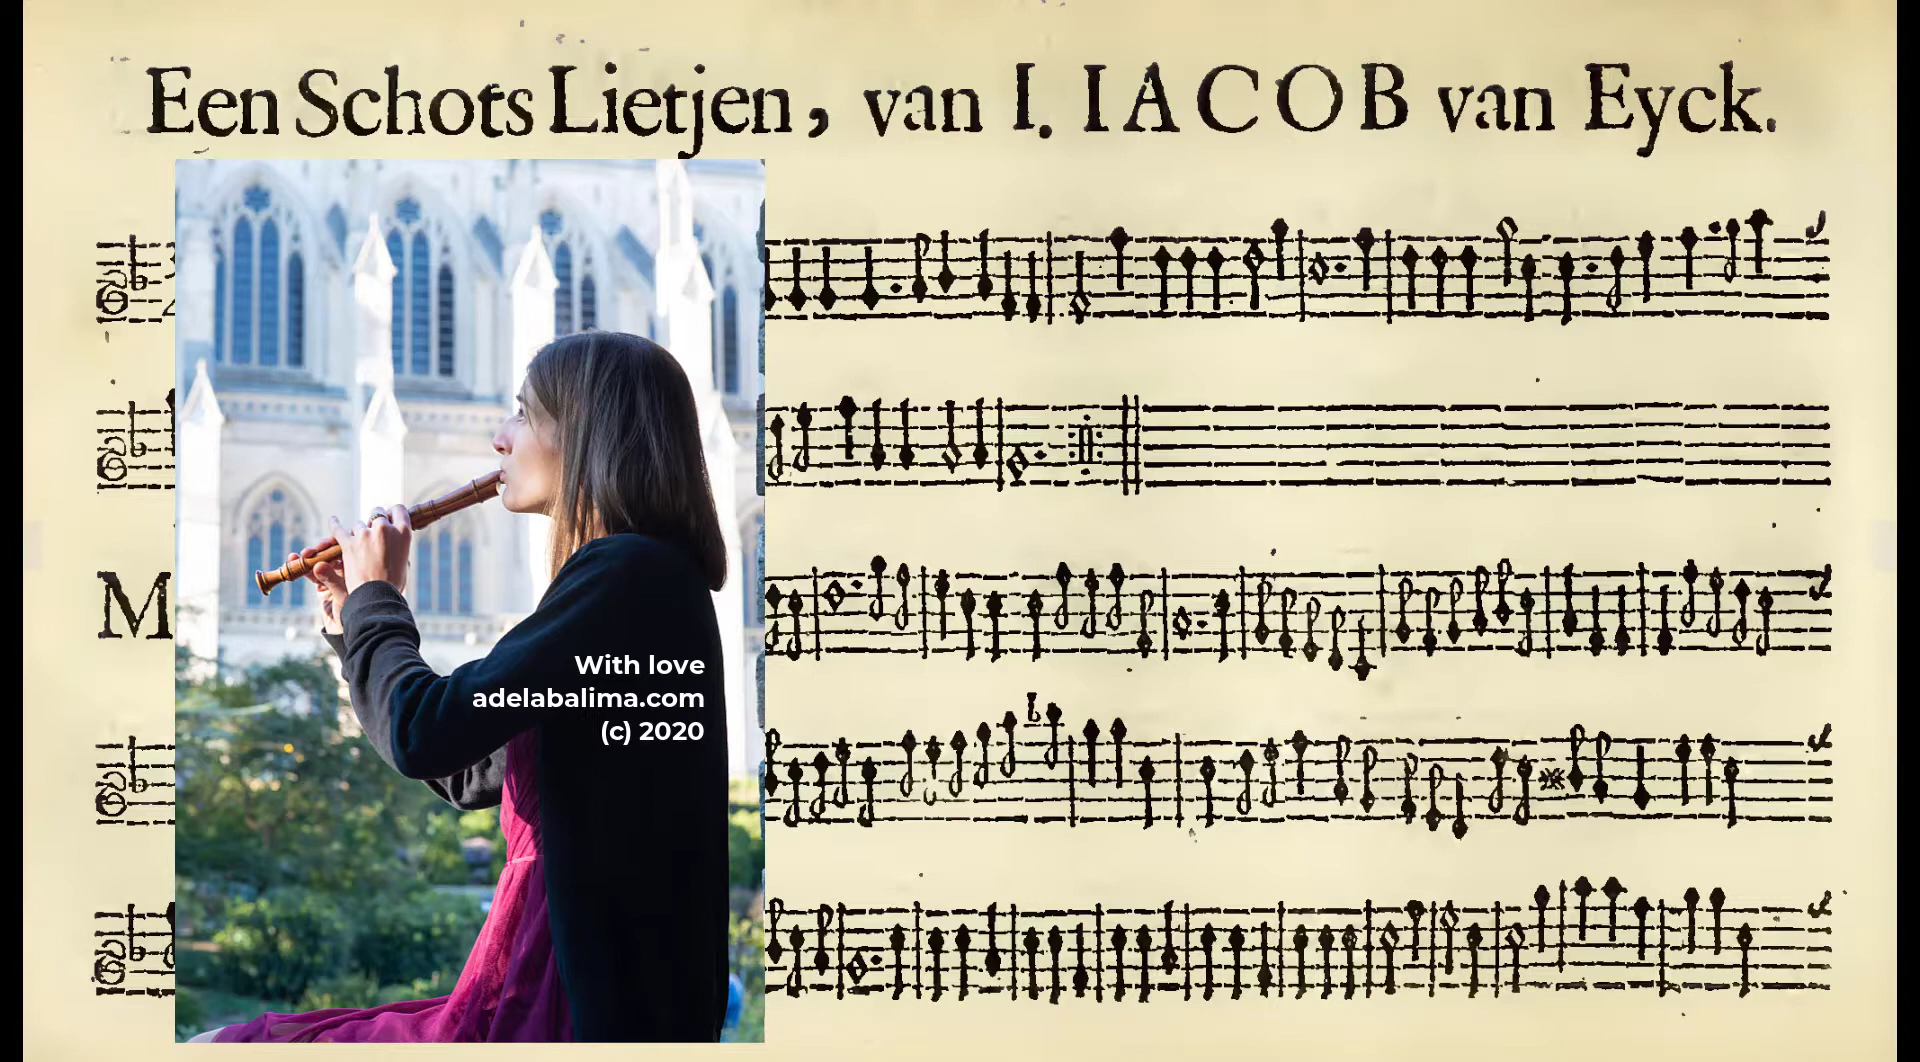 Een Schots Lietjen, van I. IACOB van Eyck.
M
With love
adelabalima.com
(c) 2020